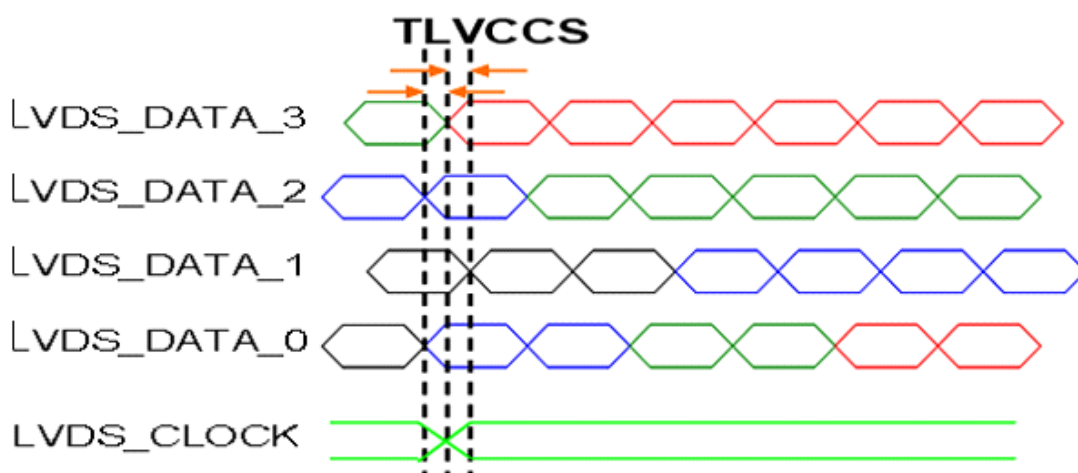 TLVCCS
LVDS_DATA_3
LVDS_DATA_2
LVDS_DATA_1
LVDS_DATA_0
LVDS_CLOCK